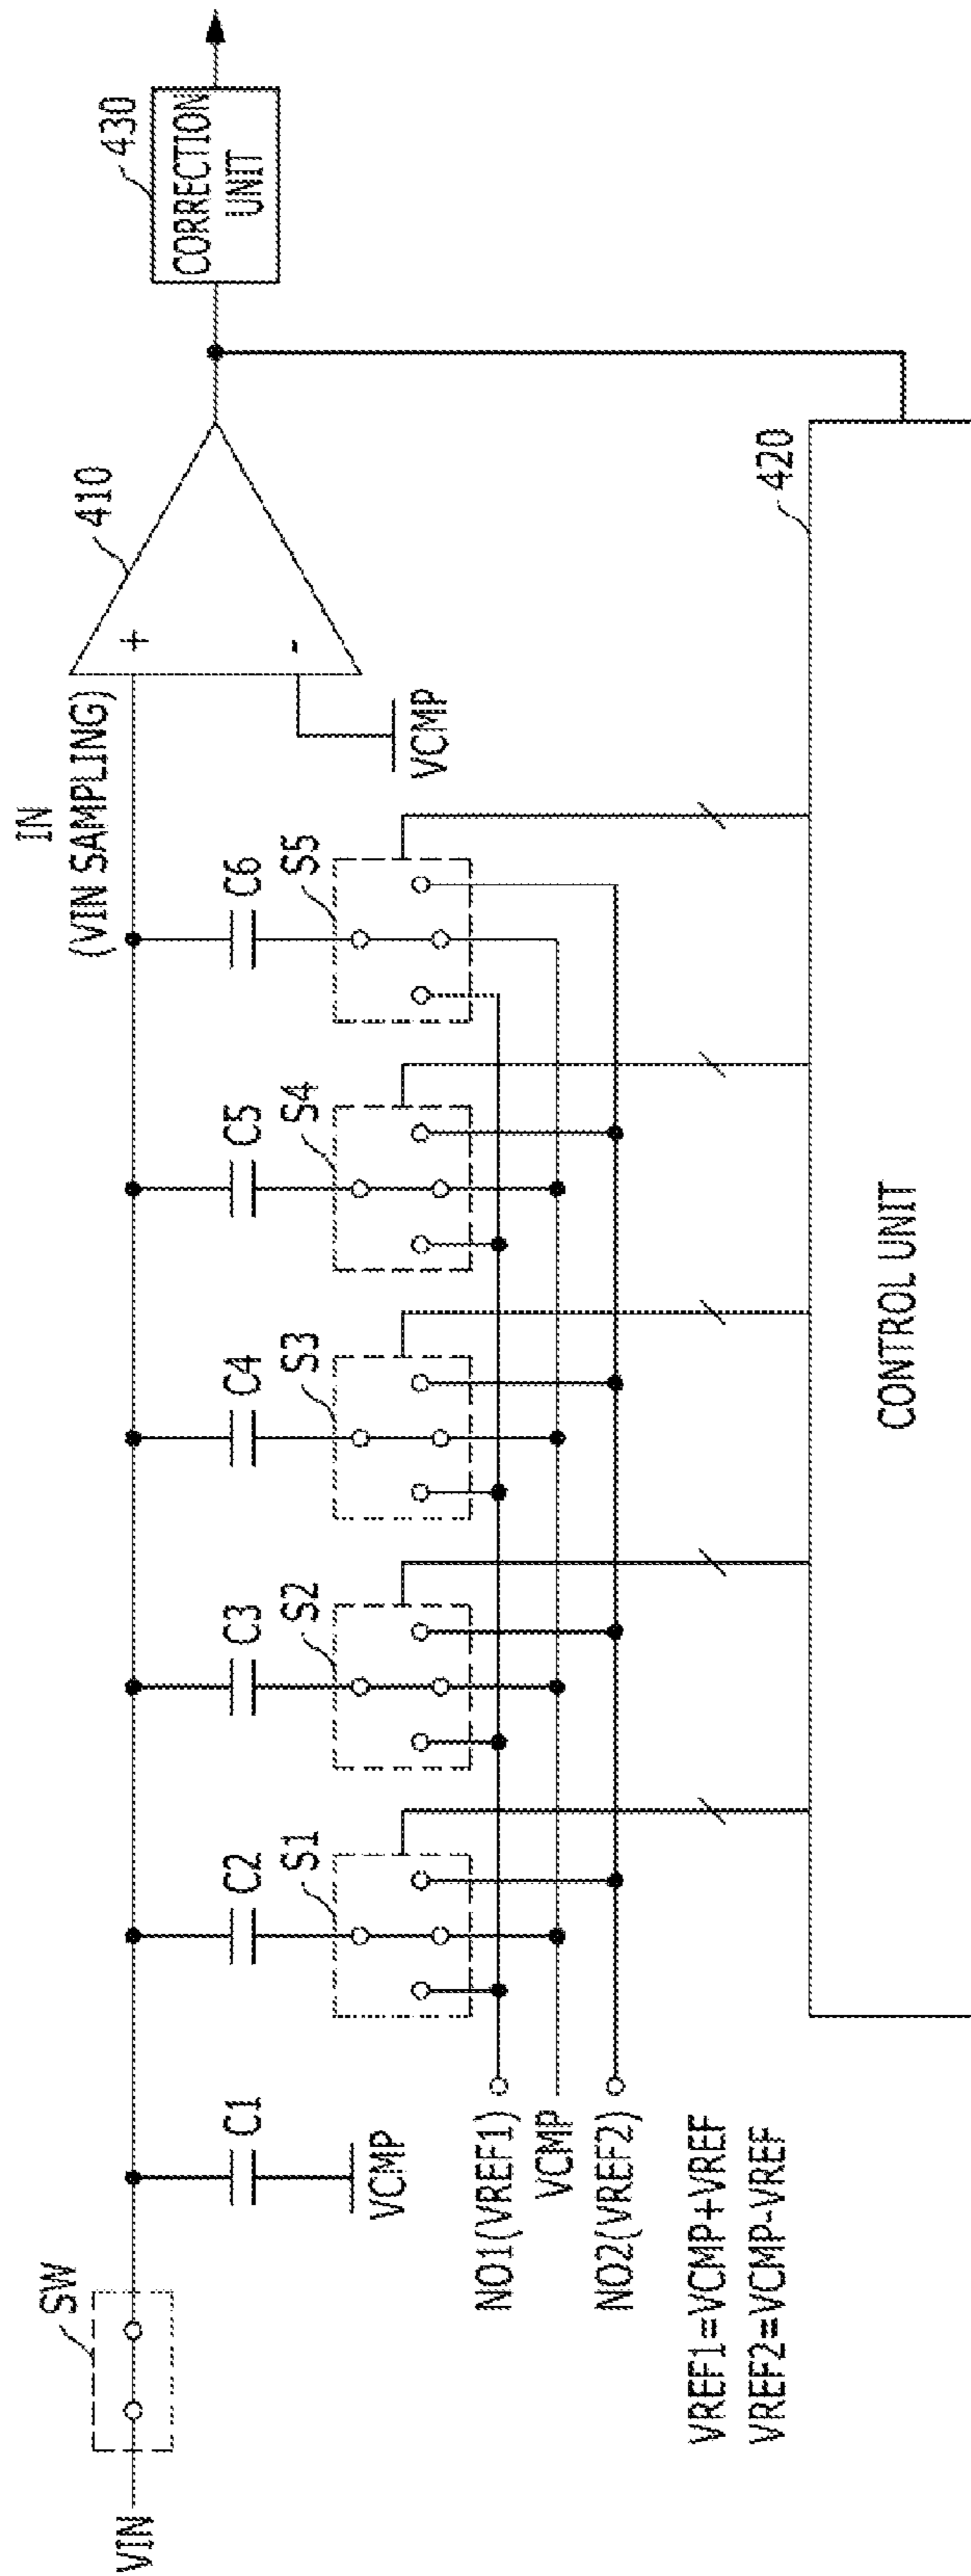 VIN
SW
C1
VCMP
C2
S1
C3
S2
C4
S3
C5
S4
C6
S5
IN
(VIN SAMPLING)
+
-
VCMP
410
430
CORRECTION
UNIT
NO1(VREF1)
VCMP
NO2(VREF2)
VREF1=VCMP+VREF
VREF2=VCMP-VREF
420
CONTROL UNIT